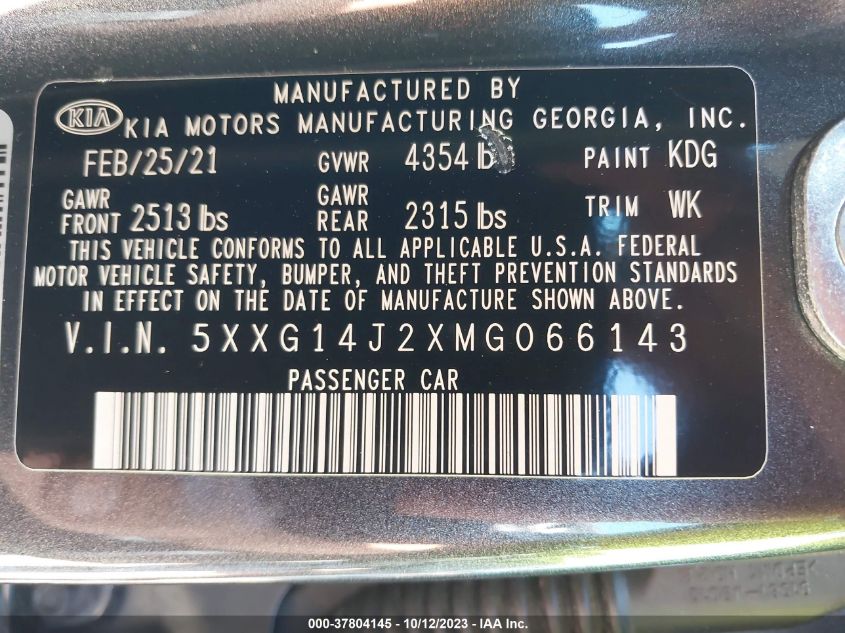 MANUFACTURED BY
KIA KIA MOTORS MANUFACTURING GEORGIA, INC.
FEB/25/21 GVWR 4354 PAINT KDG
GAWR FRONT 2513 lbs GAWR REAR 2315 lbs TRIM WK
THIS VEHICLE CONFORMS TO ALL APPLICABLE U.S.A. FEDERAL
MOTOR VEHICLE SAFETY, BUMPER, AND THEFT PREVENTION STANDARDS
IN EFFECT ON THE DATE OF MANUFACTURE SHOWN ABOVE.
V.I.N. 5XXG14J2XMG066143
PASSENGER CAR
000-37804145 - 10/12/2023 - IAA Inc.